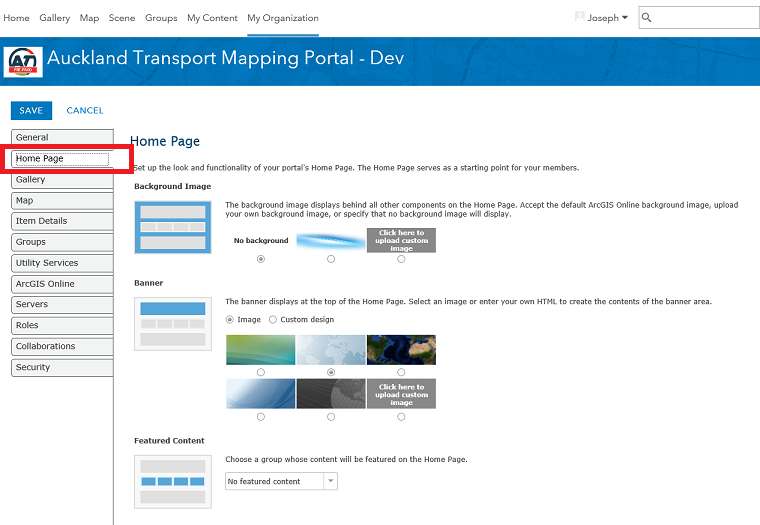 Home Gallery Map Scene Groups My Content My Organization Joseph
AT
Auckland Transport Mapping Portal - Dev
SAVE CANCEL
General
Home Page
Gallery
Map
Item Details
Groups
Utility Services
ArcGIS Online
Servers
Roles
Collaborations
Security
Home Page
Set up the look and functionality of your portal's Home Page. The Home Page serves as a starting point for your members.
Background Image
The background image displays behind all other components on the Home Page. Accept the default ArcGIS Online background image, upload
your own background image, or specify that no background image will display.
No background
Click here to
upload custom
image
Banner
The banner displays at the top of the Home Page. Select an image or enter your own HTML to create the contents of the banner area.
Image Custom design
Click here to
upload custom
image
Featured Content
Choose a group whose content will be featured on the Home Page.
No featured content